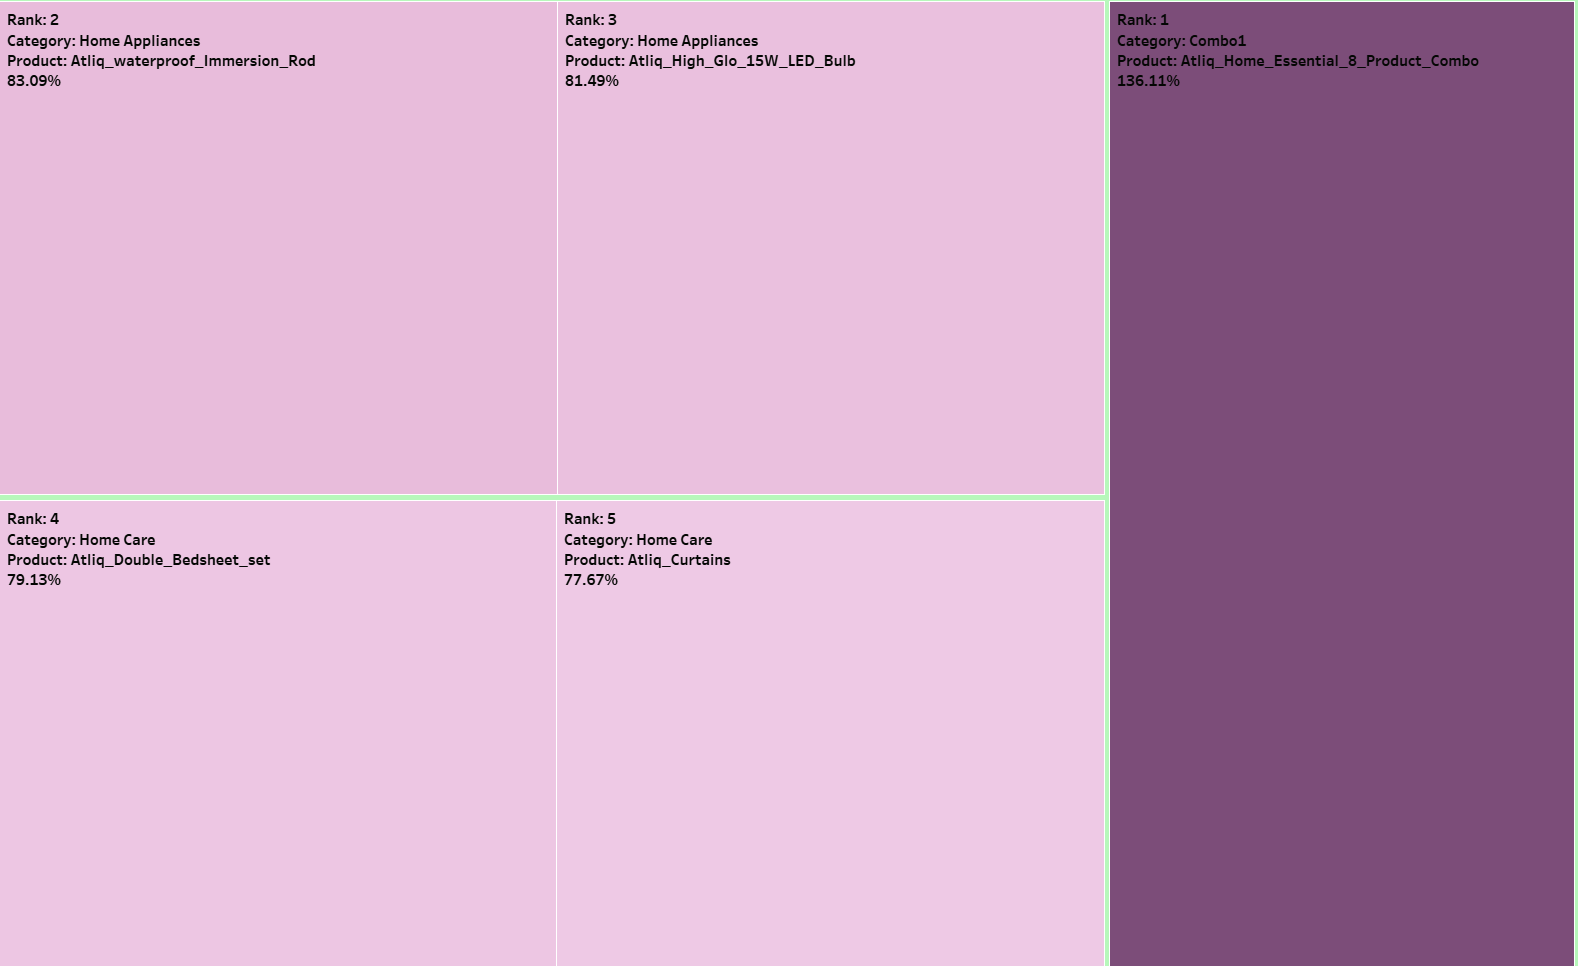 Rank: 2
Category: Home Appliances
Product: Atliq_waterproof_Immersion_Rod
83.09%
Rank: 3
Category: Home Appliances
Product: Atliq_High_Glo_15W_LED_Bulb
81.49%
Rank: 1
Category: Combo1
Product: Atliq_Home_Essential_8_Product_Combo
136.11%
Rank: 4
Category: Home Care
Product: Atliq_Double_Bedsheet_set
79.13%
Rank: 5
Category: Home Care
Product: Atliq_Curtains
77.67%